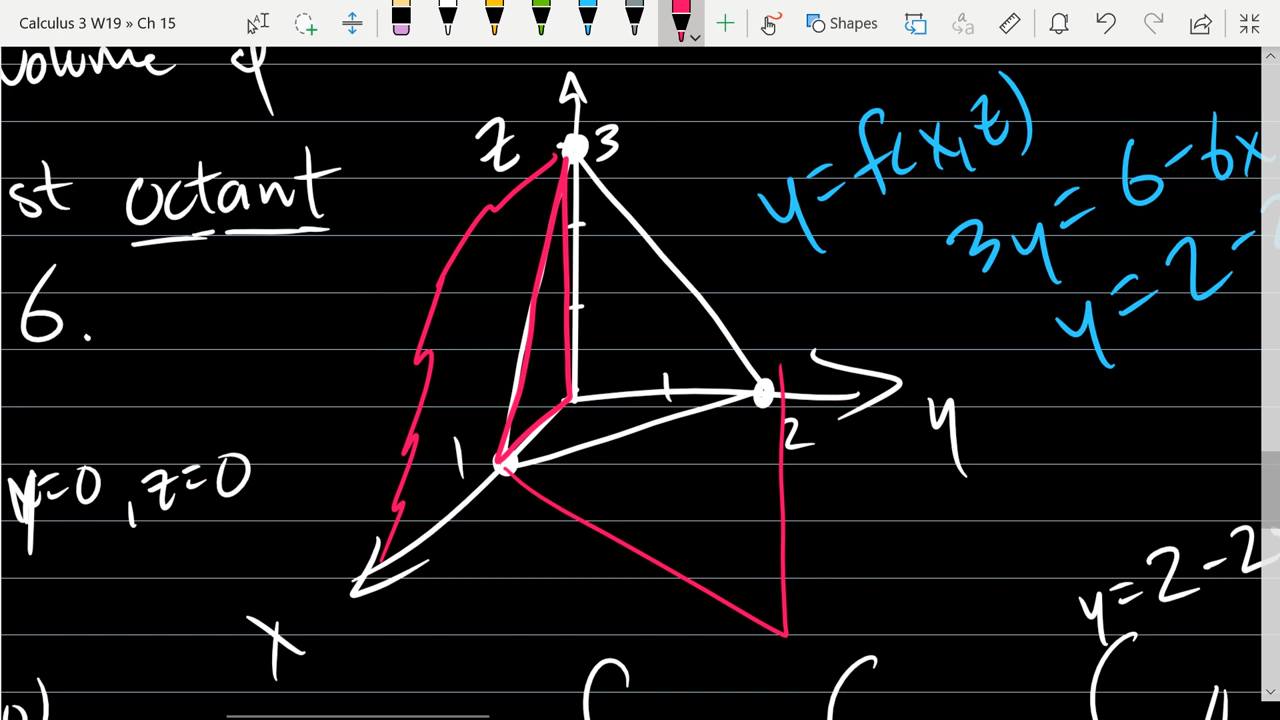 Calculus 3 W19 » Ch 15
Shapes
volume of
st octant
6.
y=0, z=0
z
3
1
2
1
y
x
y=f(x,z)
3y=6-6x
y=2-
y=2-2